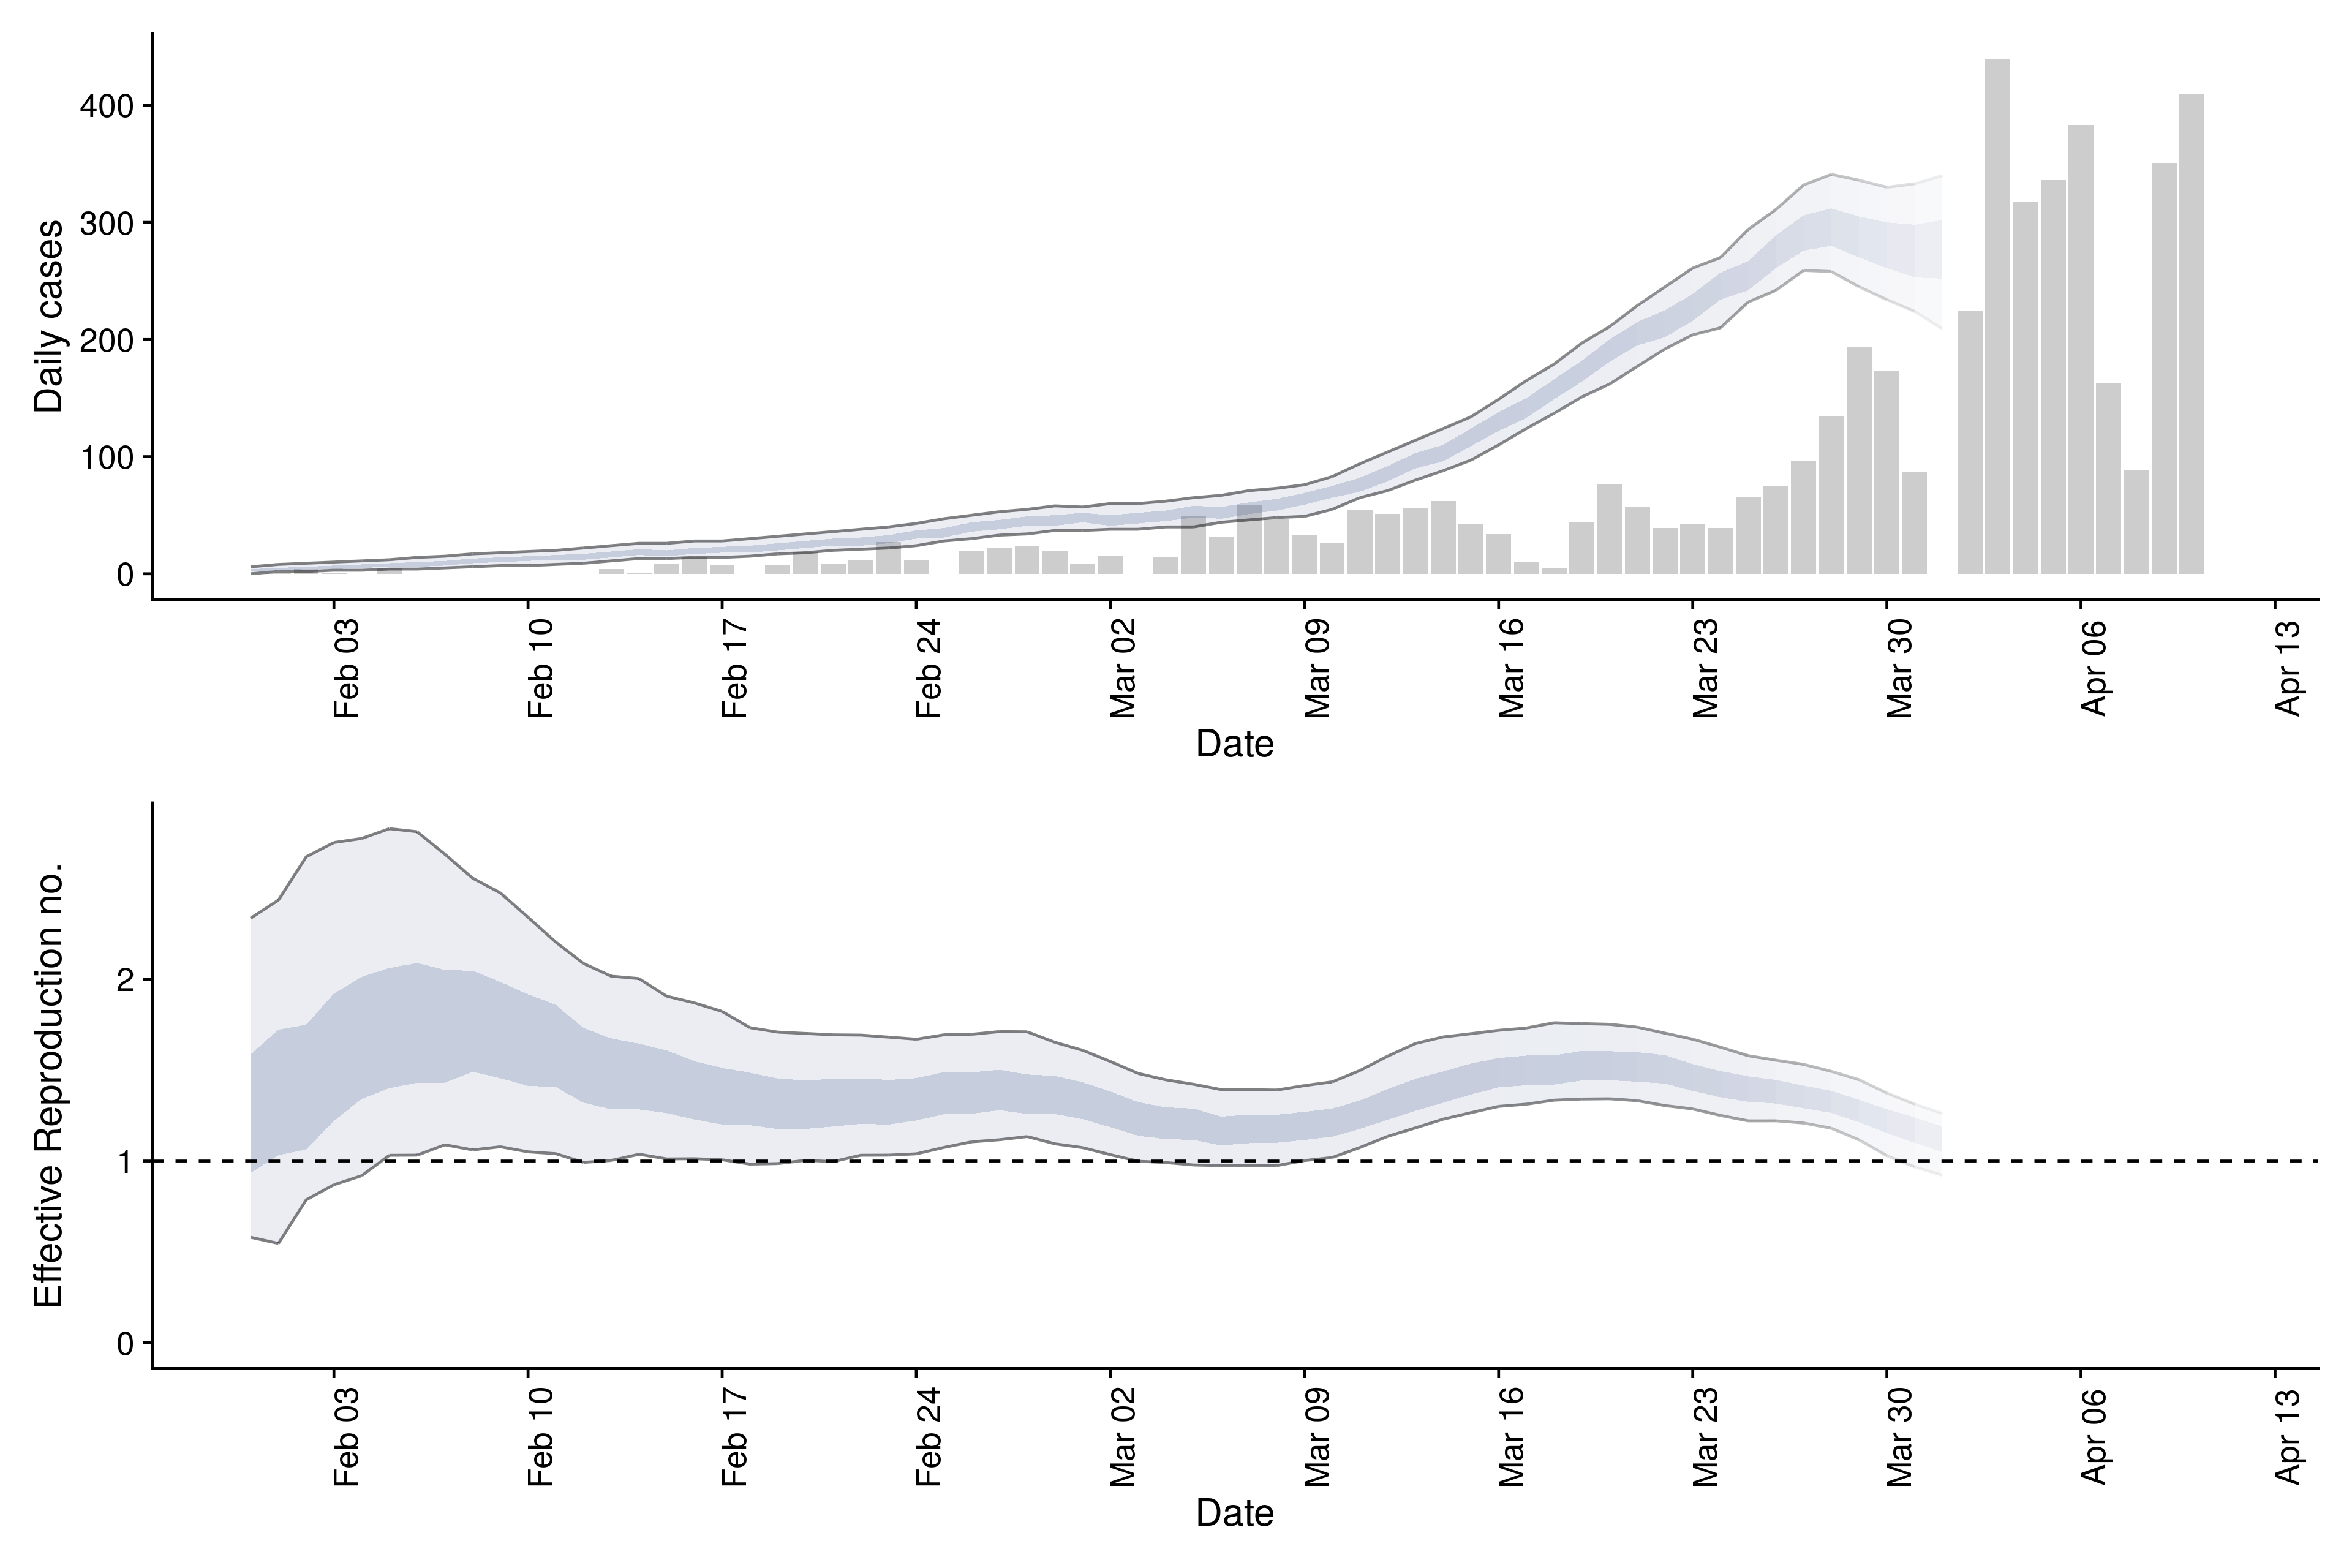 Daily cases
400
300
200
100
0
Feb 03
Feb 10
Feb 17
Feb 24
Mar 02
Mar 09
Mar 16
Mar 23
Mar 30
Apr 06
Apr 13
Date
Effective Reproduction no.
2
1
0
Feb 03
Feb 10
Feb 17
Feb 24
Mar 02
Mar 09
Mar 16
Mar 23
Mar 30
Apr 06
Apr 13
Date